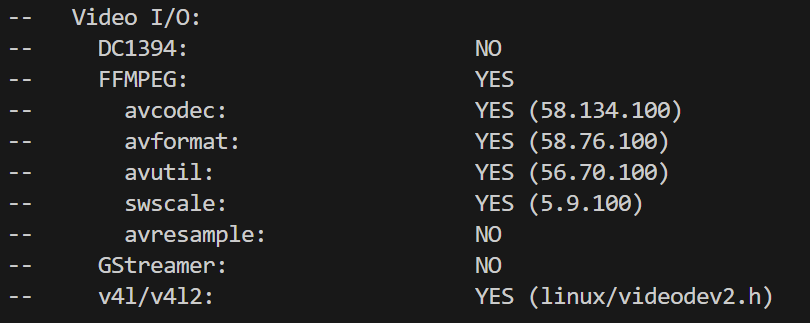 --   Video I/O:
--     DC1394:                      NO
--     FFMPEG:                      YES
--       avcodec:                   YES (58.134.100)
--       avformat:                  YES (58.76.100)
--       avutil:                    YES (56.70.100)
--       swscale:                   YES (5.9.100)
--       avresample:                NO
--     GStreamer:                   NO
--     v4l/v4l2:                    YES (linux/videodev2.h)